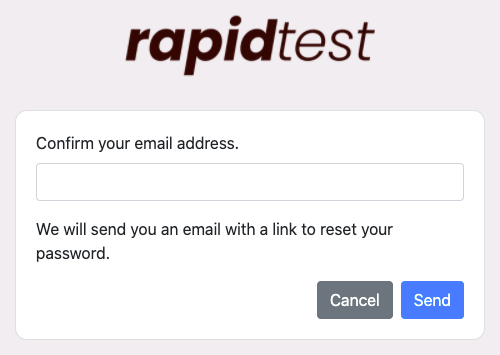 rapidtest
Confirm your email address.
We will send you an email with a link to reset your
password.
Cancel Send